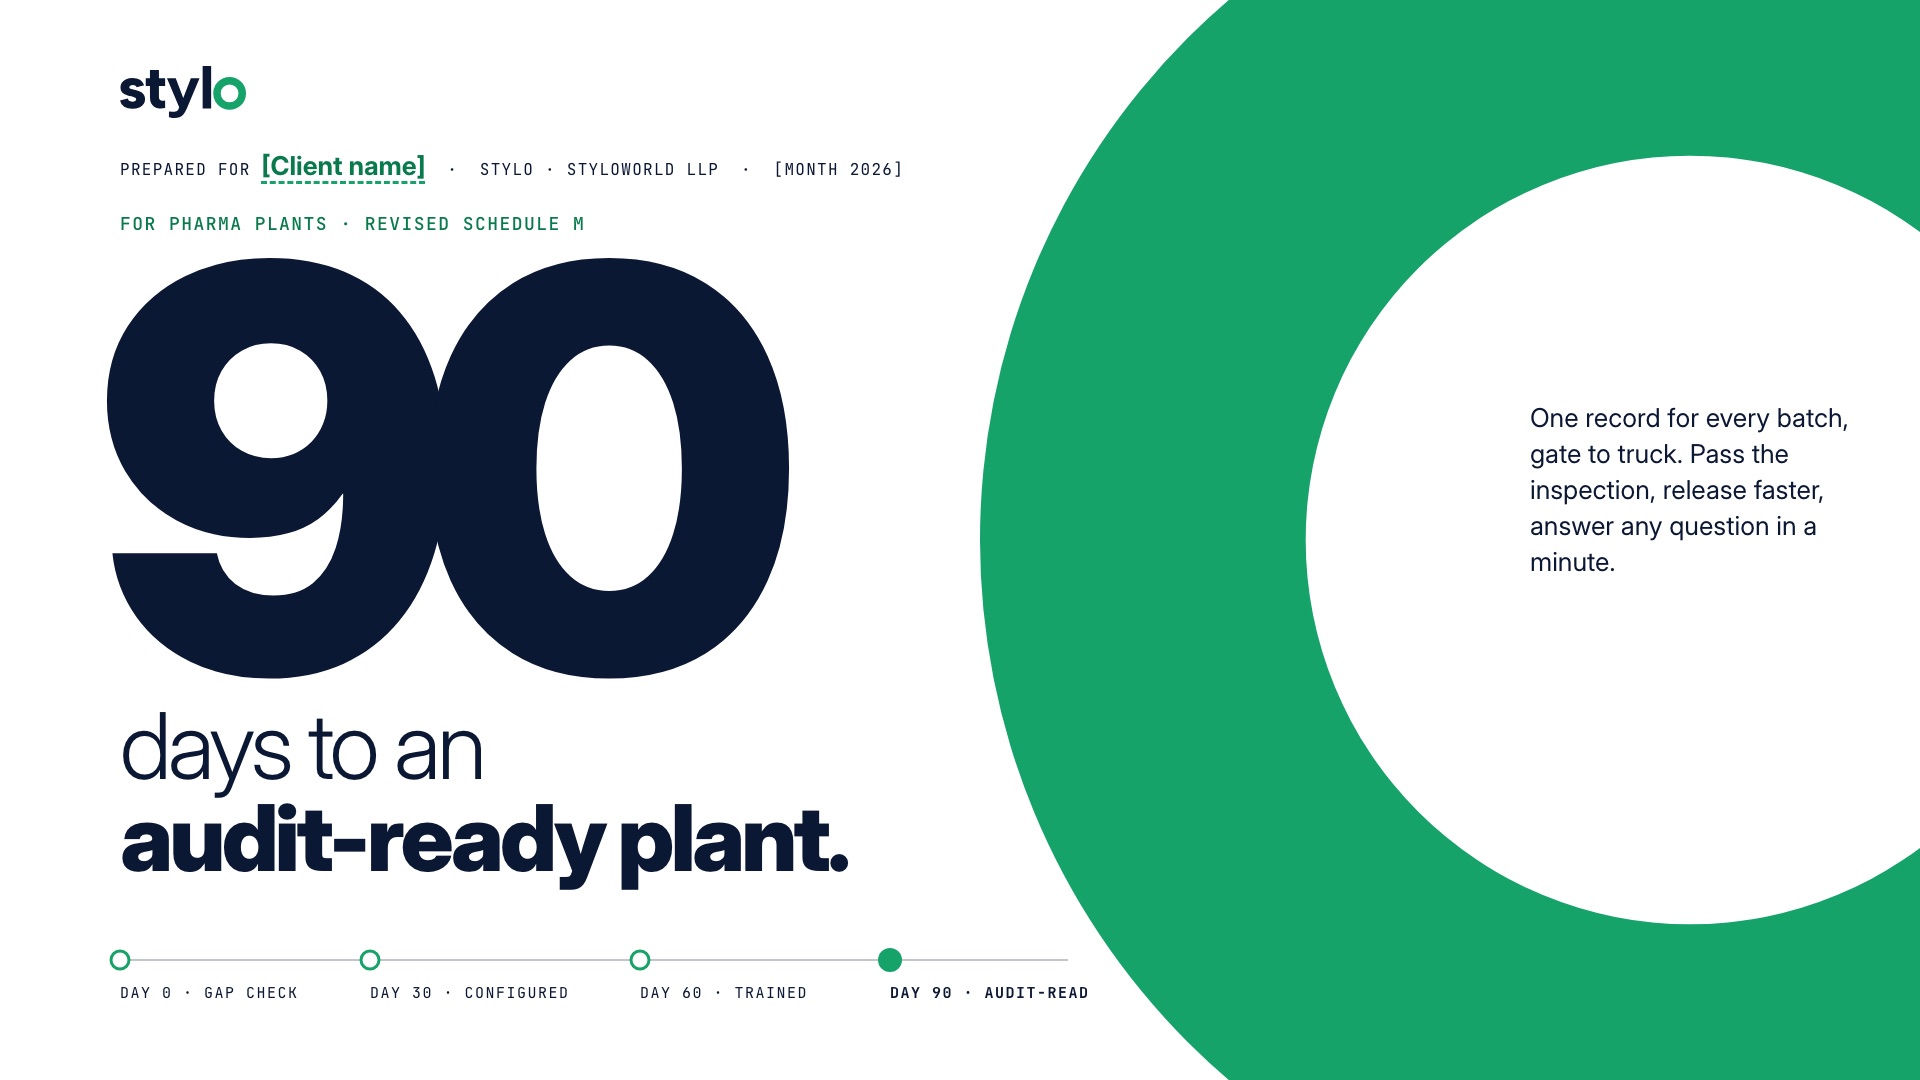 stylo
PREPARED FOR [Client name] · STYLO · STYLOWORLD LLP · [MONTH 2026]
FOR PHARMA PLANTS · REVISED SCHEDULE M
90
days to an
audit-ready plant.
One record for every batch,
gate to truck. Pass the
inspection, release faster,
answer any question in a
minute.
DAY 0 · GAP CHECK
DAY 30 · CONFIGURED
DAY 60 · TRAINED
DAY 90 · AUDIT-READ